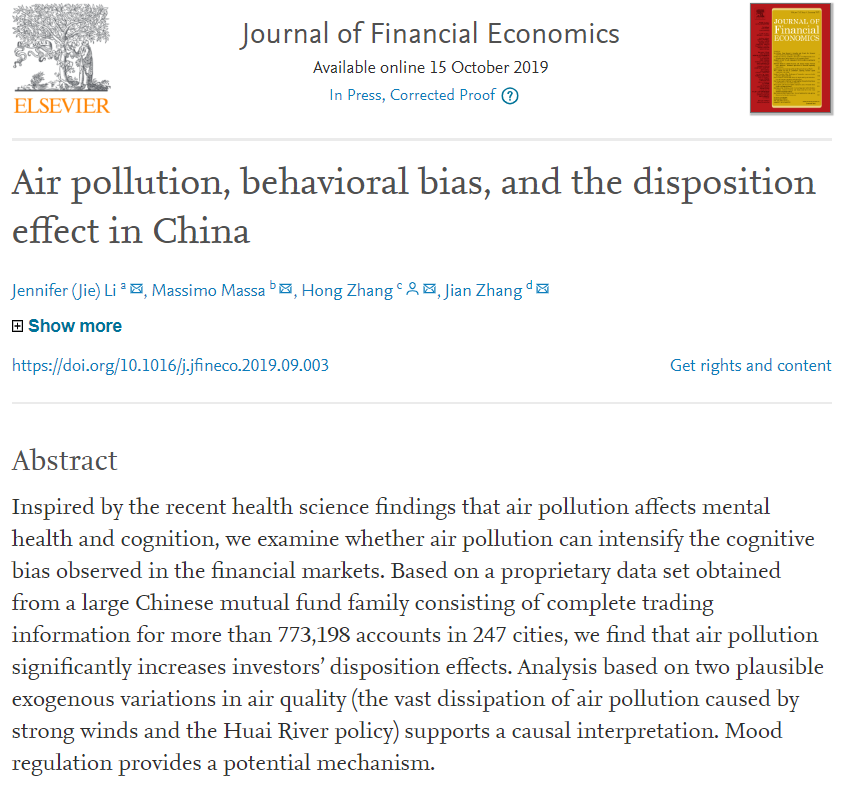 ELSEVIER
Journal of Financial Economics
Available online 15 October 2019
In Press, Corrected Proof ?
JOURNAL OF
Financial
ECONOMICS
Air pollution, behavioral bias, and the disposition
effect in China
Jennifer (Jie) Li a, Massimo Massa b, Hong Zhang c, Jian Zhang d
Show more
https://doi.org/10.1016/j.jfineco.2019.09.003
Get rights and content
Abstract
Inspired by the recent health science findings that air pollution affects mental
health and cognition, we examine whether air pollution can intensify the cognitive
bias observed in the financial markets. Based on a proprietary data set obtained
from a large Chinese mutual fund family consisting of complete trading
information for more than 773,198 accounts in 247 cities, we find that air pollution
significantly increases investors’ disposition effects. Analysis based on two plausible
exogenous variations in air quality (the vast dissipation of air pollution caused by
strong winds and the Huai River policy) supports a causal interpretation. Mood
regulation provides a potential mechanism.